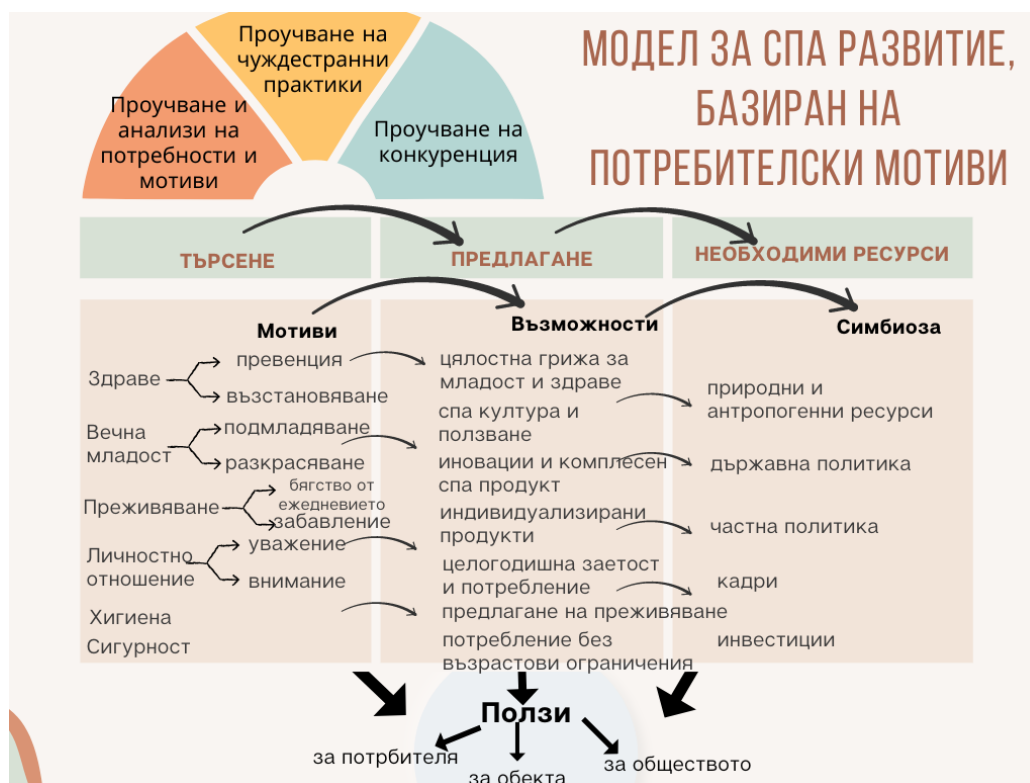 Проучване и
анализи на
потребности и
мотиви
Проучване на
чуждестранни
практики
Проучване на
конкуренция
МОДЕЛ ЗА СПА РАЗВИТИЕ,
БАЗИРАН НА
ПОТРЕБИТЕЛСКИ МОТИВИ
ТЪРСЕНЕ
ПРЕДЛАГАНЕ
НЕОБХОДИМИ РЕСУРСИ
Мотиви
Здраве
превенция
възстановяване
Вечна
младост
подмладяване
разкрасяване
Преживяване
бягство от
ежедневието
забавление
Личностно
отношение
уважение
внимание
Хигиена
Сигурност
Възможности
цялостна грижа за
младост и здраве
спа култура и
ползване
иновации и комплесен
спа продукт
индивидуализирани
продукти
целогодишна заетост
и потребление
предлагане на преживяване
потребление без
възрастови ограничения
Симбиоза
природни и
антропогенни ресурси
държавна политика
частна политика
кадри
инвестиции
Ползи
за потрбителя
за обекта
за обществото